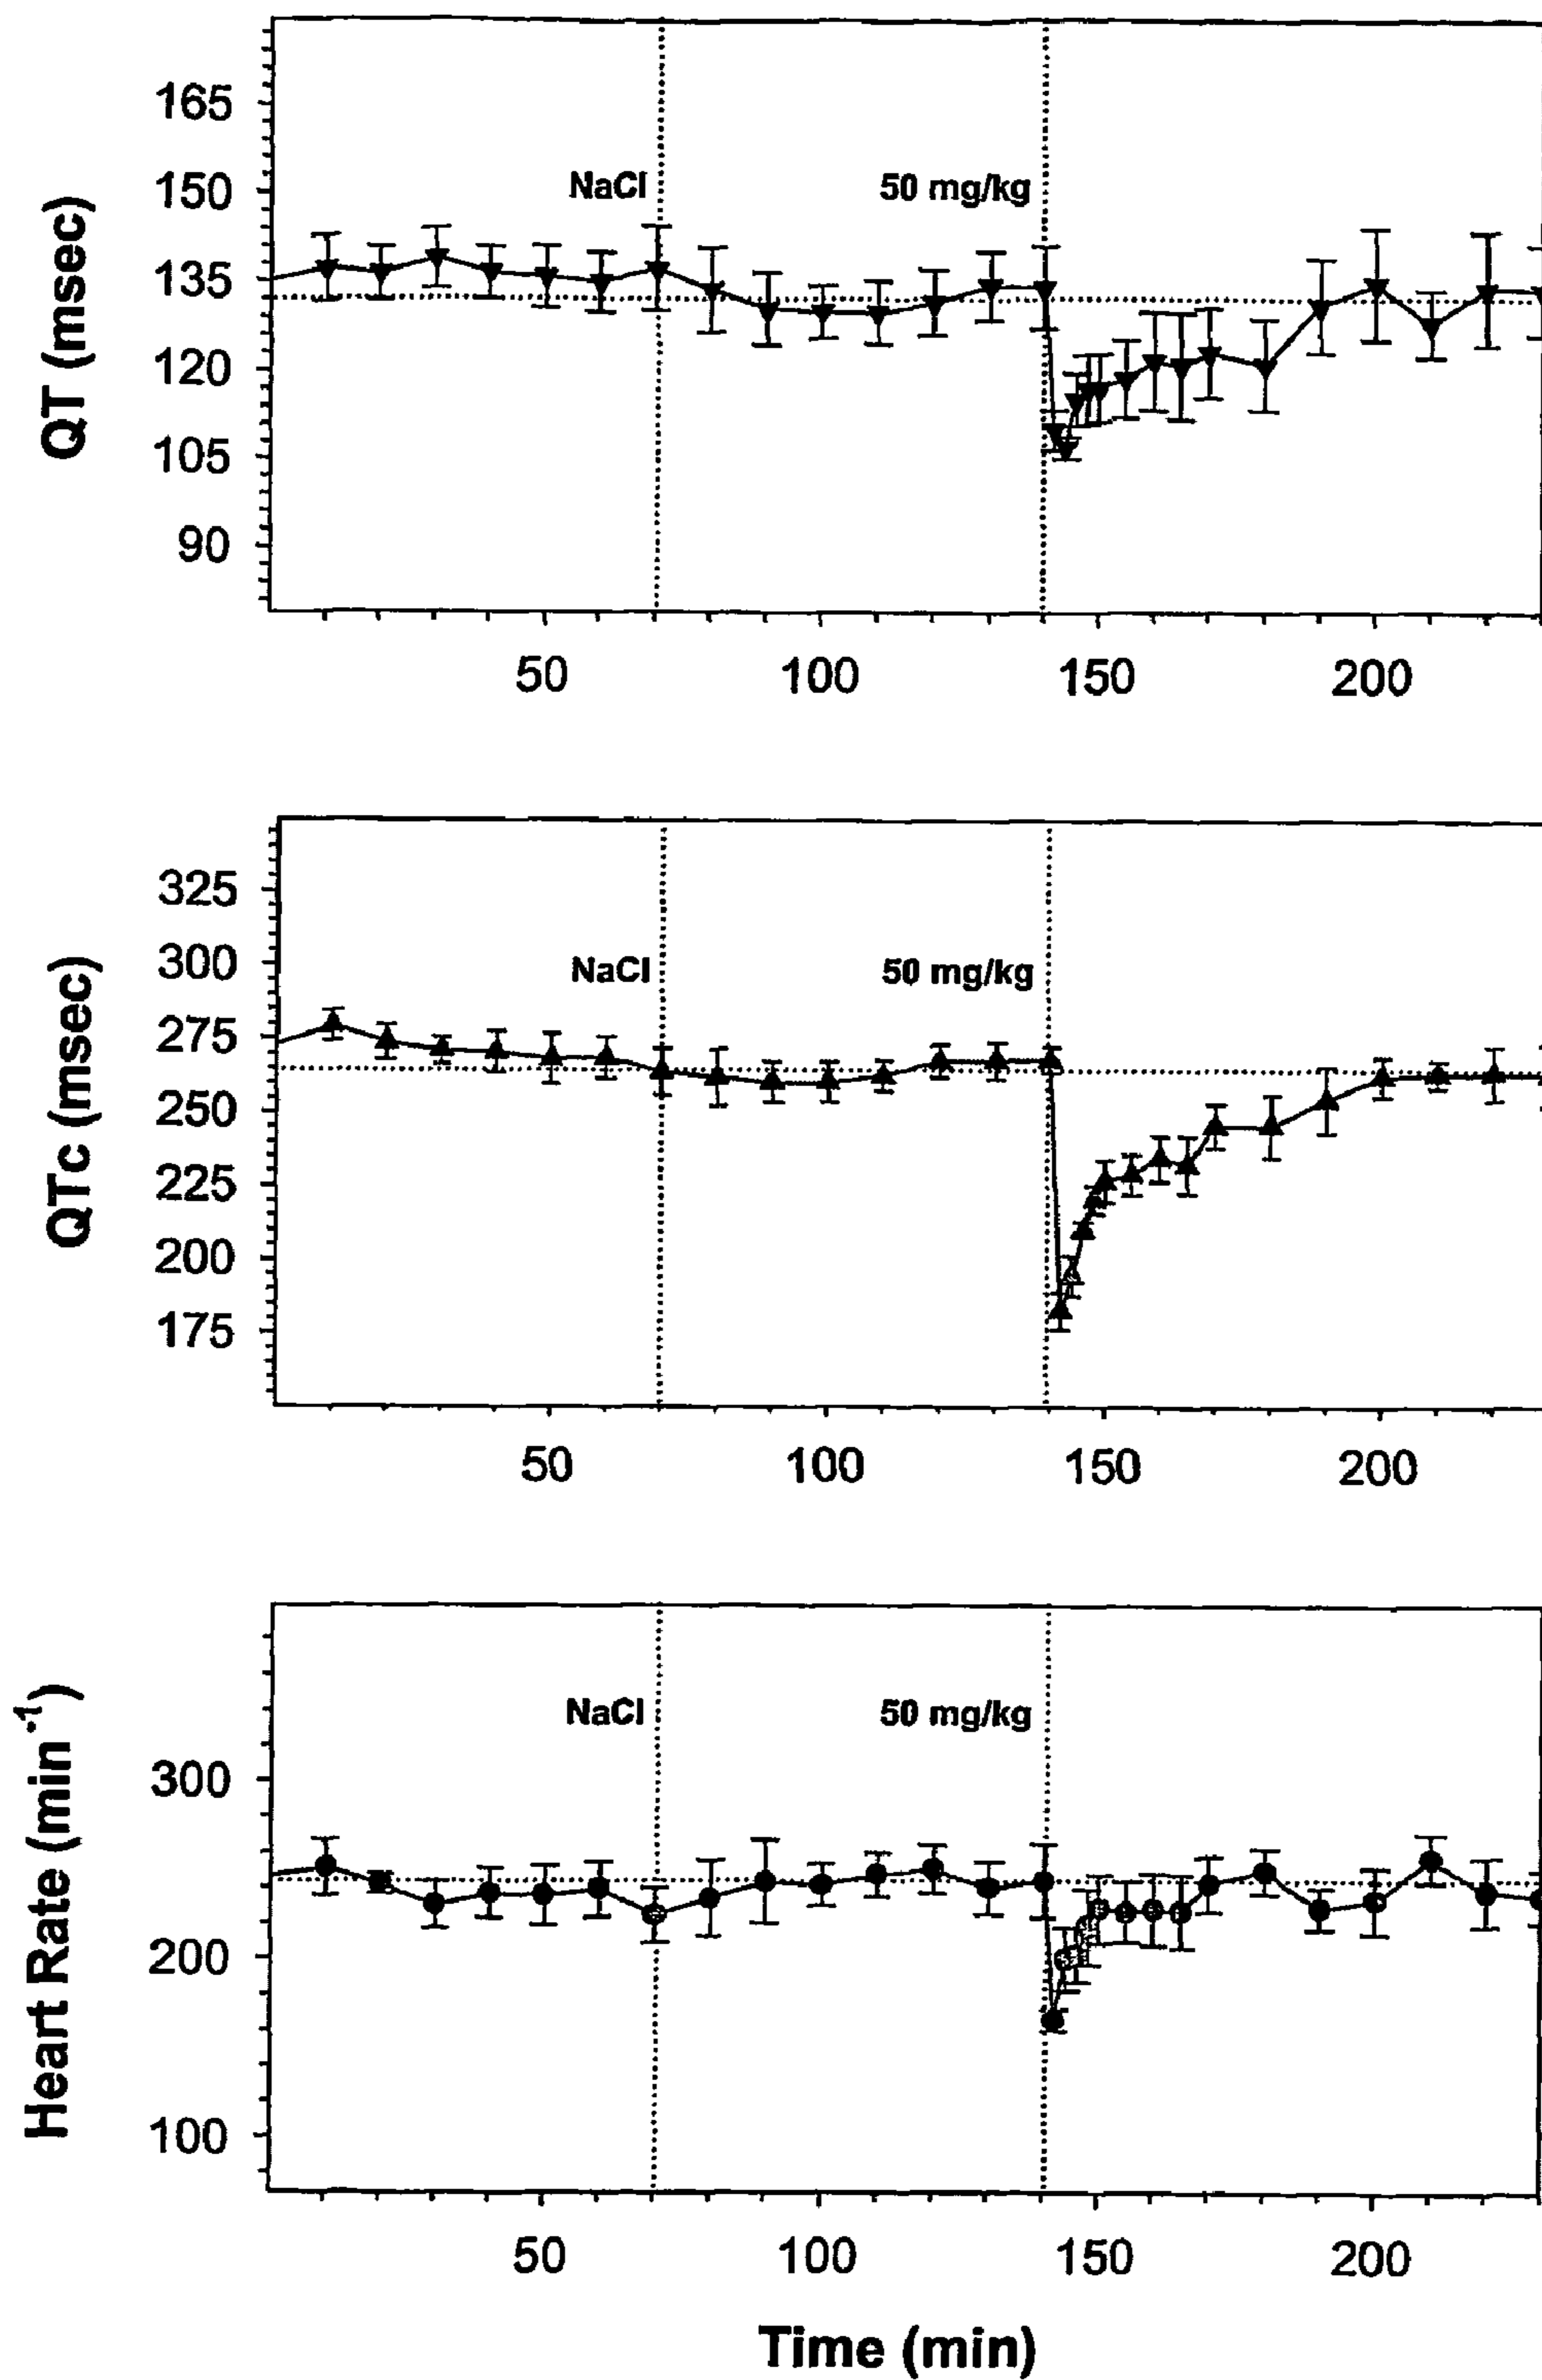 165
150
NaCl
50 mg/kg
135
120
105
90
QT (msec)
50
100
150
200
325
300
NaCl
50 mg/kg
275
250
225
200
175
QTc (msec)
50
100
150
200
NaCl
50 mg/kg
300
200
100
Heart Rate (min⁻¹)
50
100
150
200
Time (min)